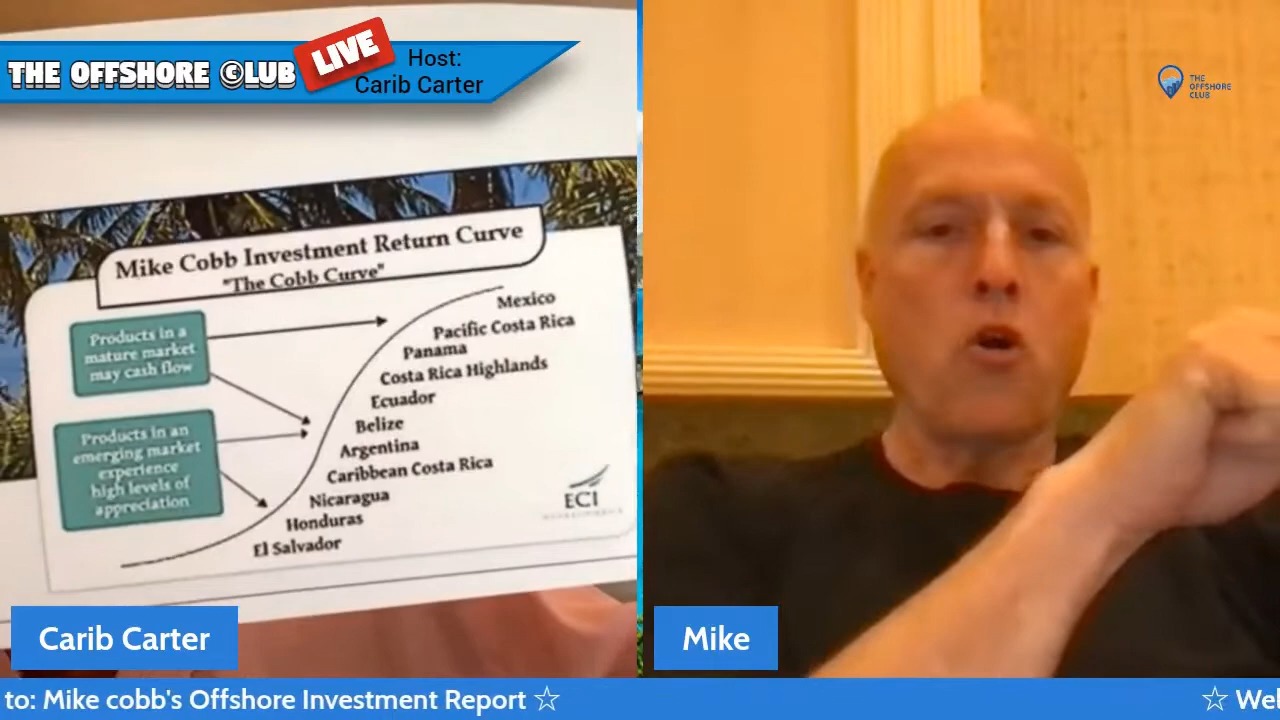 THE OFFSHORE ©LUB
LIVE
Host:
Carib Carter
THE
OFFSHORE
CLUB
Mike Cobb Investment Return Curve
"The Cobb Curve"
Products in a
mature market
may cash flow
Products in an
emerging market
experience
high levels of
appreciation
Mexico
Pacific Costa Rica
Panama
Costa Rica Highlands
Ecuador
Belize
Argentina
Caribbean Costa Rica
Nicaragua
Honduras
El Salvador
ECI
Carib Carter
Mike
to: Mike cobb's Offshore Investment Report ☆
☆ Wel